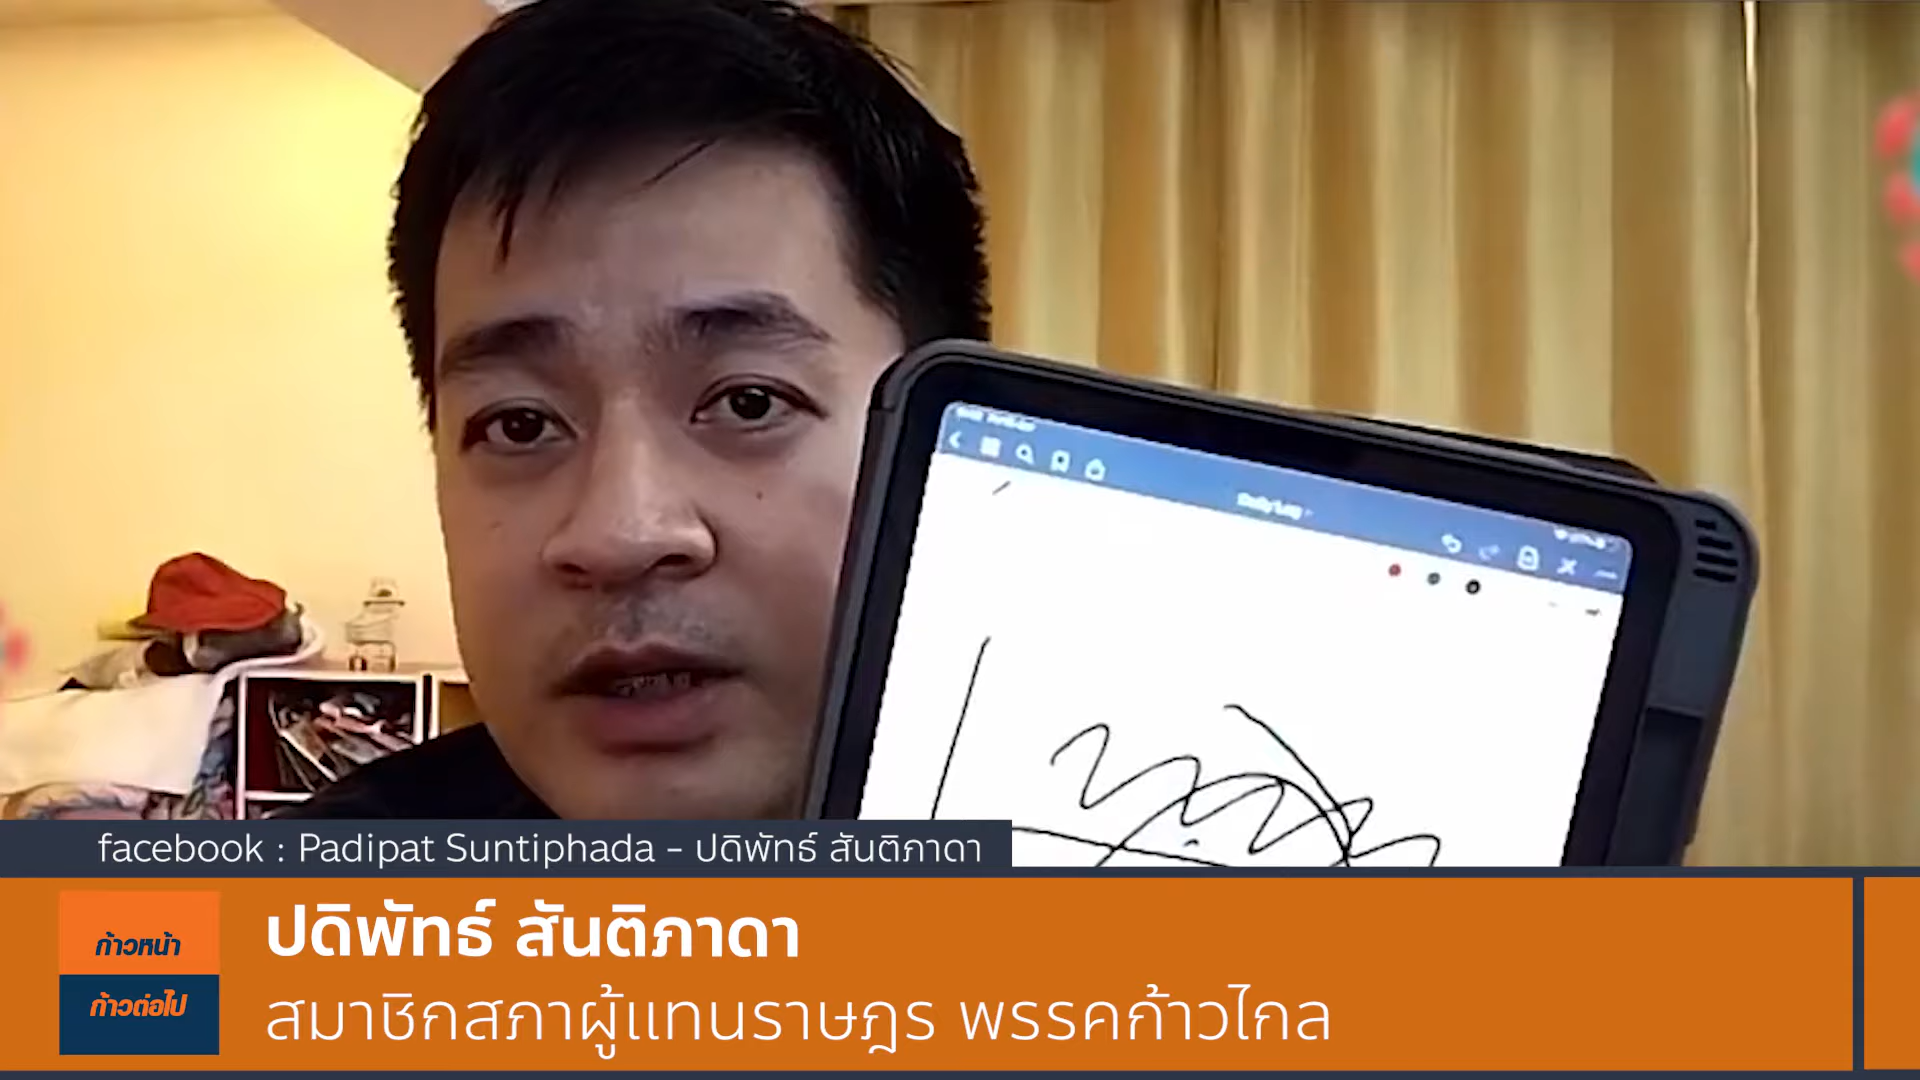 facebook : Padipat Suntiphada - ปดิพัทธ์ สันติภาดา
ก้าวหน้า
ก้าวต่อไป
ปดิพัทธ์ สันติภาดา
สมาชิกสภาผู้แทนราษฎร พรรคก้าวไกล